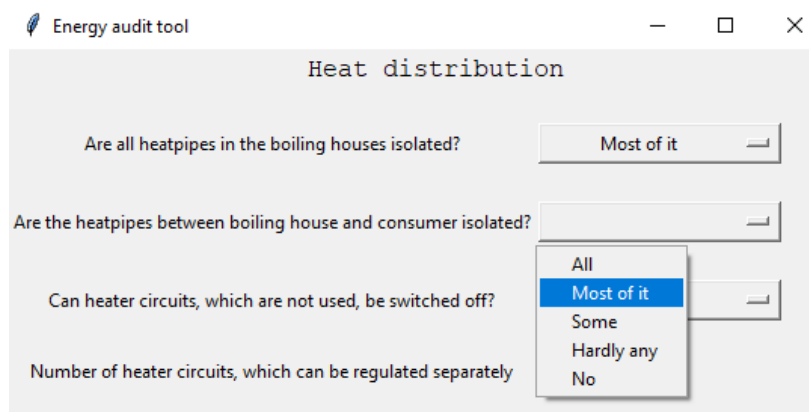 Energy audit tool
Heat distribution
Are all heatpipes in the boiling houses isolated?
Most of it
Are the heatpipes between boiling house and consumer isolated?
All
Most of it
Can heater circuits, which are not used, be switched off?
Some
Hardly any
Number of heater circuits, which can be regulated separately
No